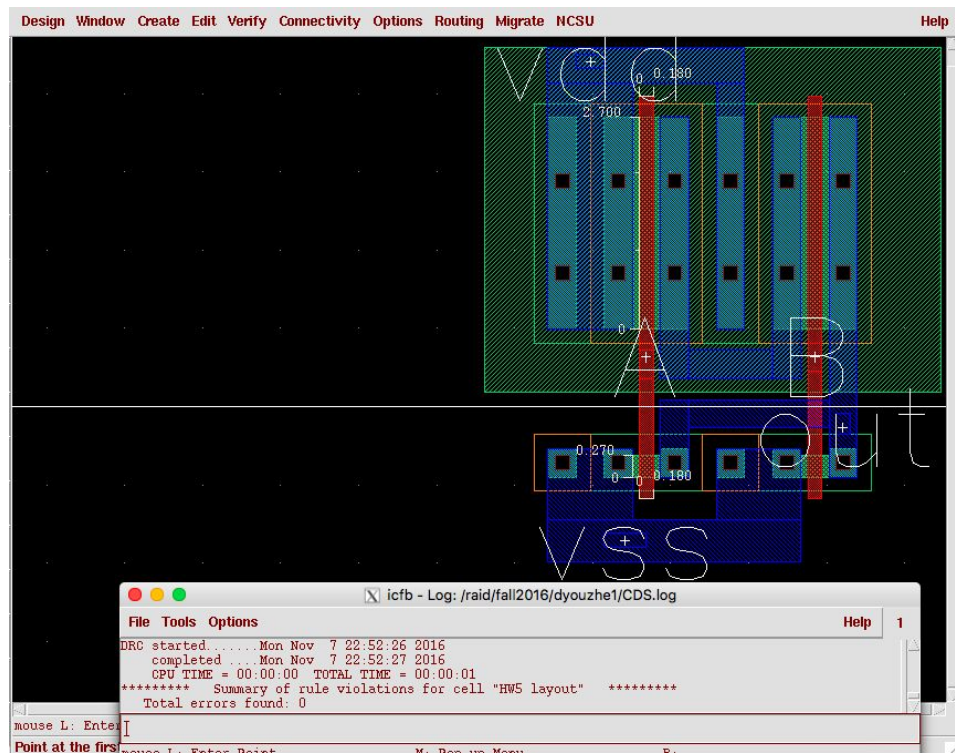 Design Window Create Edit Verify Connectivity Options Routing Migrate NCSU Help
Vdd
0 0.180
2.700
0
A B
out
0.270
0 0 0.180
VSS
icfb - Log: /raid/fall2016/dyouzhe1/CDS.log
File Tools Options Help 1
DRC started.......Mon Nov 7 22:52:26 2016
completed ....Mon Nov 7 22:52:27 2016
CPU TIME = 00:00:00 TOTAL TIME = 00:00:01
********* Summary of rule violations for cell "HW5 layout" *********
Total errors found: 0
mouse L: Enter
Point at the first
mouse L: Enter Point M: Pop-up Menu R: